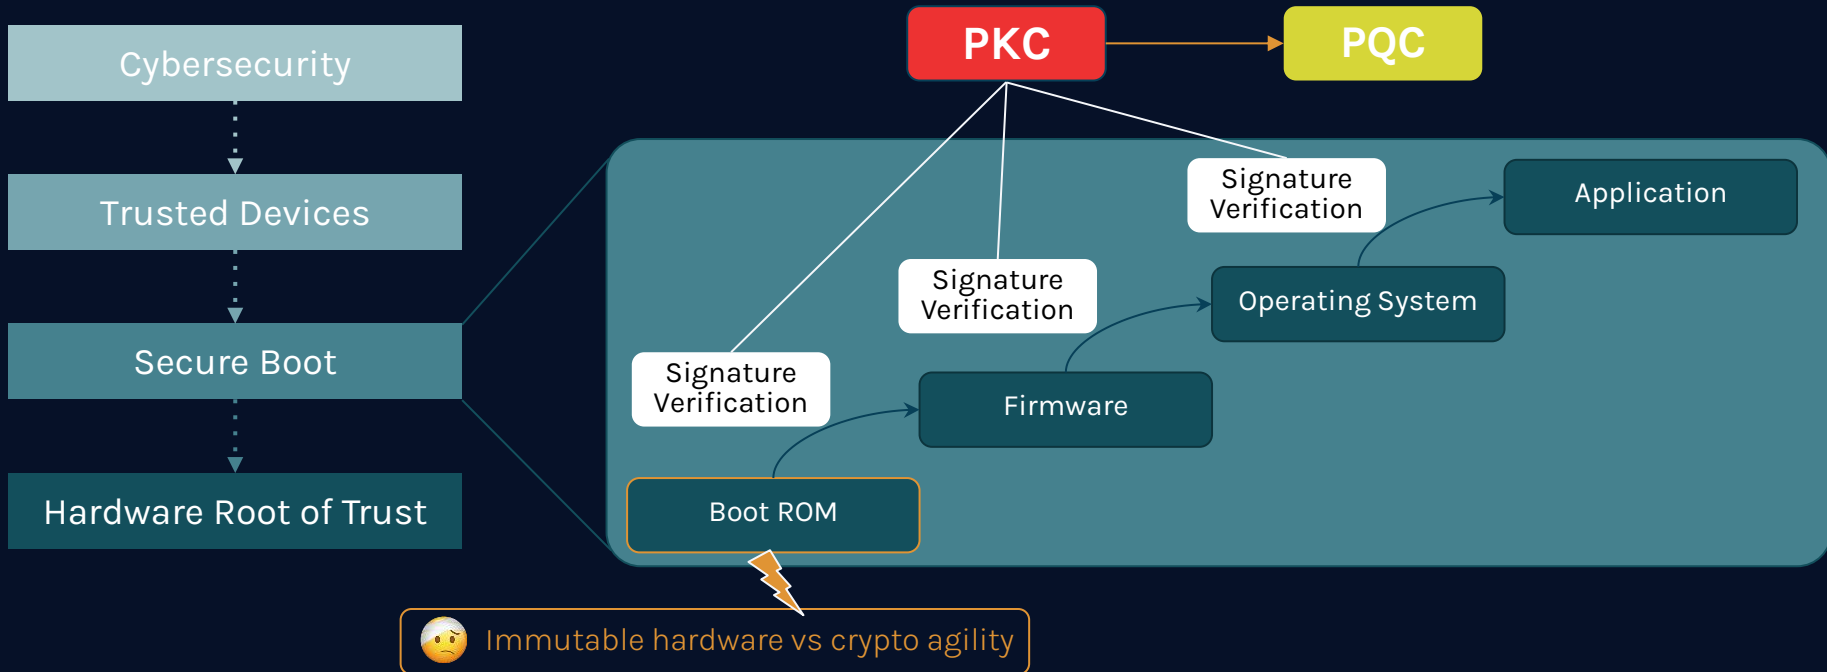 Cybersecurity
Trusted Devices
Secure Boot
Hardware Root of Trust
PKC
PQC
Signature
Verification
Application
Signature
Verification
Operating System
Signature
Verification
Firmware
Boot ROM
Immutable hardware vs crypto agility